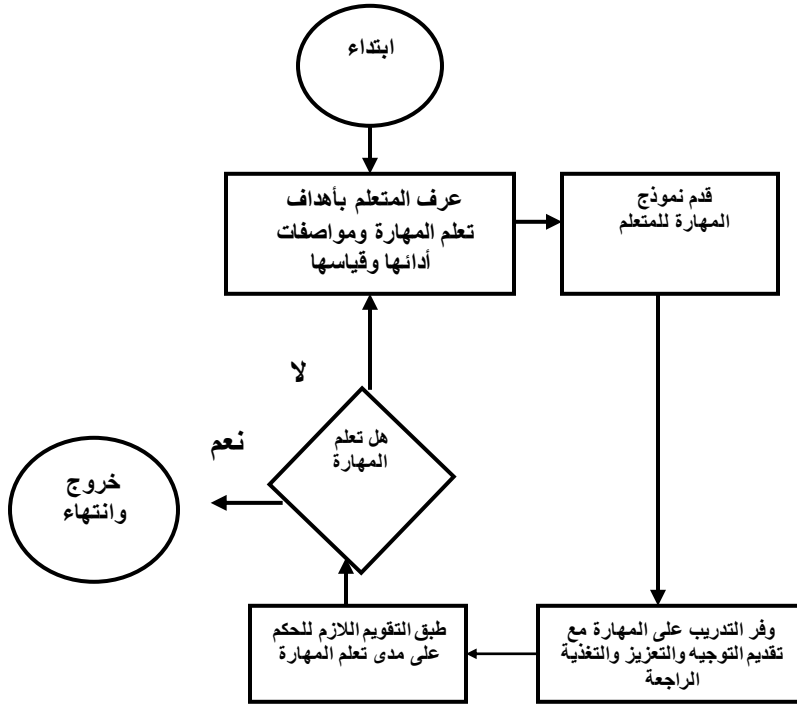 ابتداء
عرف المتعلم بأهداف
تعلم المهارة ومواصفات
أدائها وقياسها
قدم نموذج
المهارة للمتعلم
لا
نعم
هل تعلم
المهارة
خروج
وانتهاء
طبق التقويم اللازم للحكم
على مدى تعلم المهارة
وفر التدريب على المهارة مع
تقديم التوجيه والتعزيز والتغذية
الراجعة